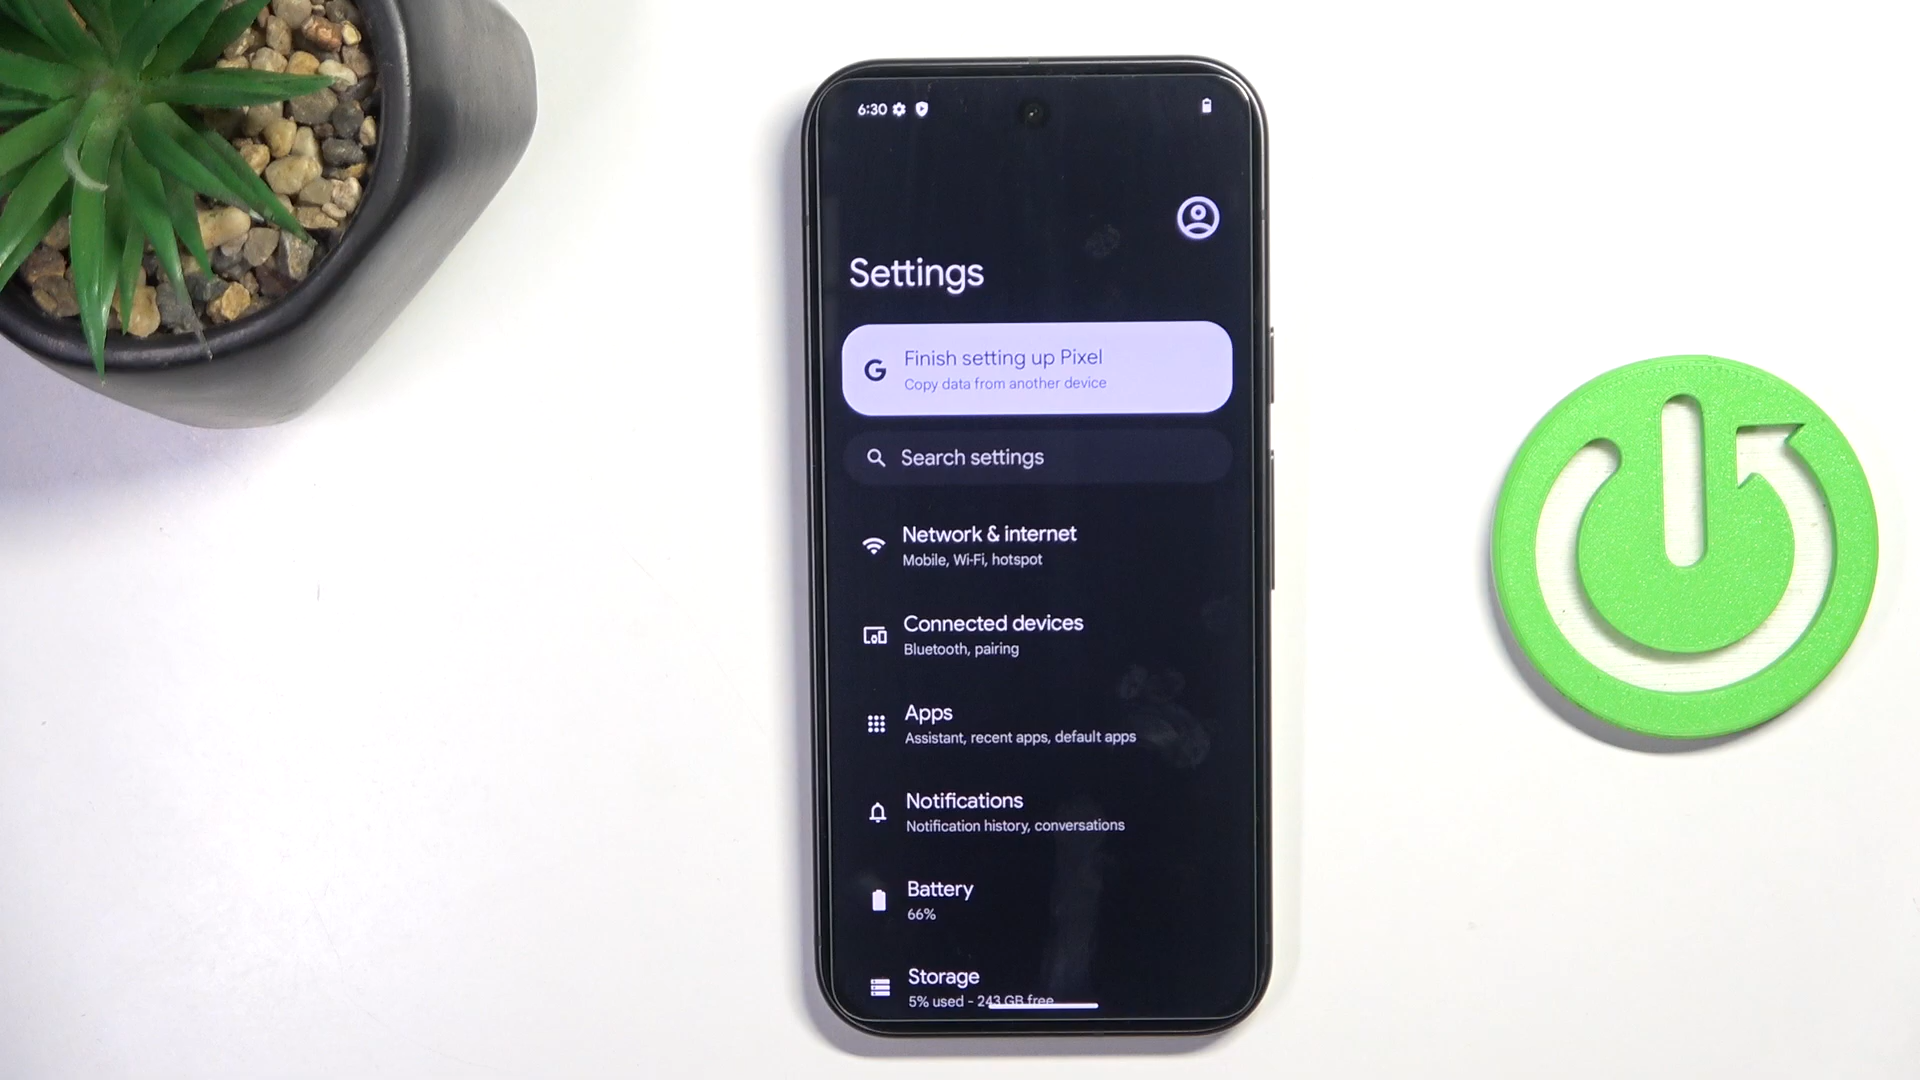 6:30
Settings
Finish setting up Pixel
Copy data from another device
Search settings
Network & internet
Mobile, Wi-Fi, hotspot
Connected devices
Bluetooth, pairing
Apps
Assistant, recent apps, default apps
Notifications
Notification history, conversations
Battery
66%
Storage
5% used - 243 GB free